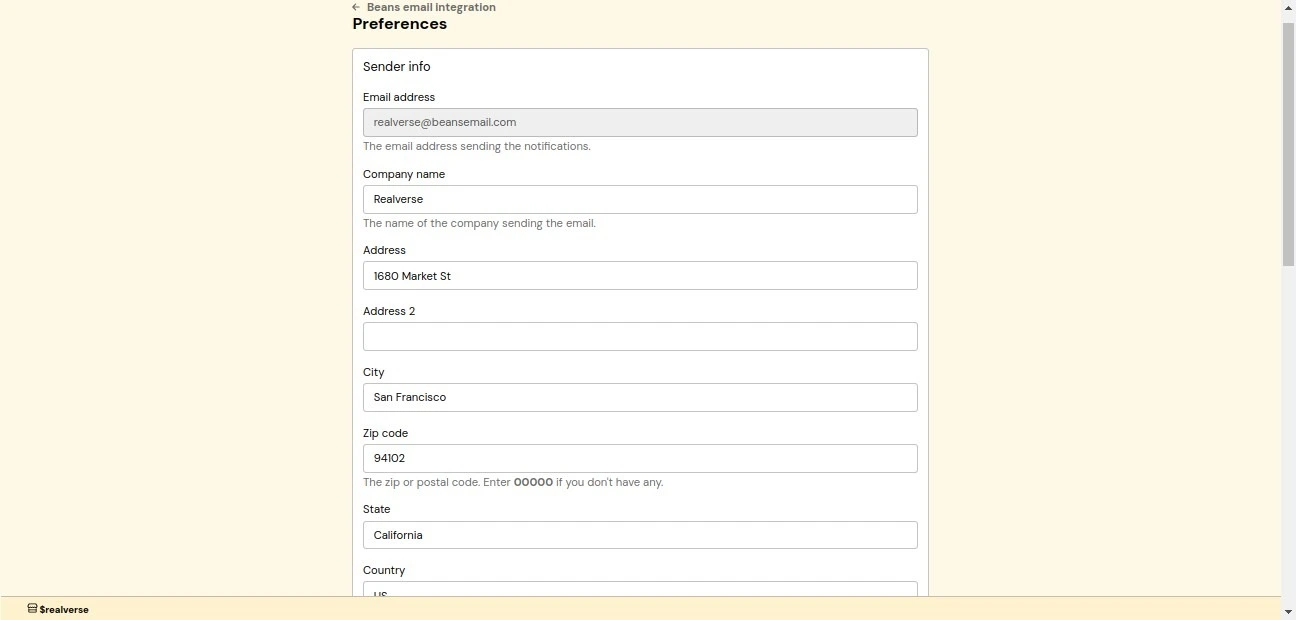 ← Beans email integration
Preferences
Sender info
Email address
realverse@beansemail.com
The email address sending the notifications.
Company name
Realverse
The name of the company sending the email.
Address
1680 Market St
Address 2
City
San Francisco
Zip code
94102
The zip or postal code. Enter 00000 if you don't have any.
State
California
Country
US
$realverse